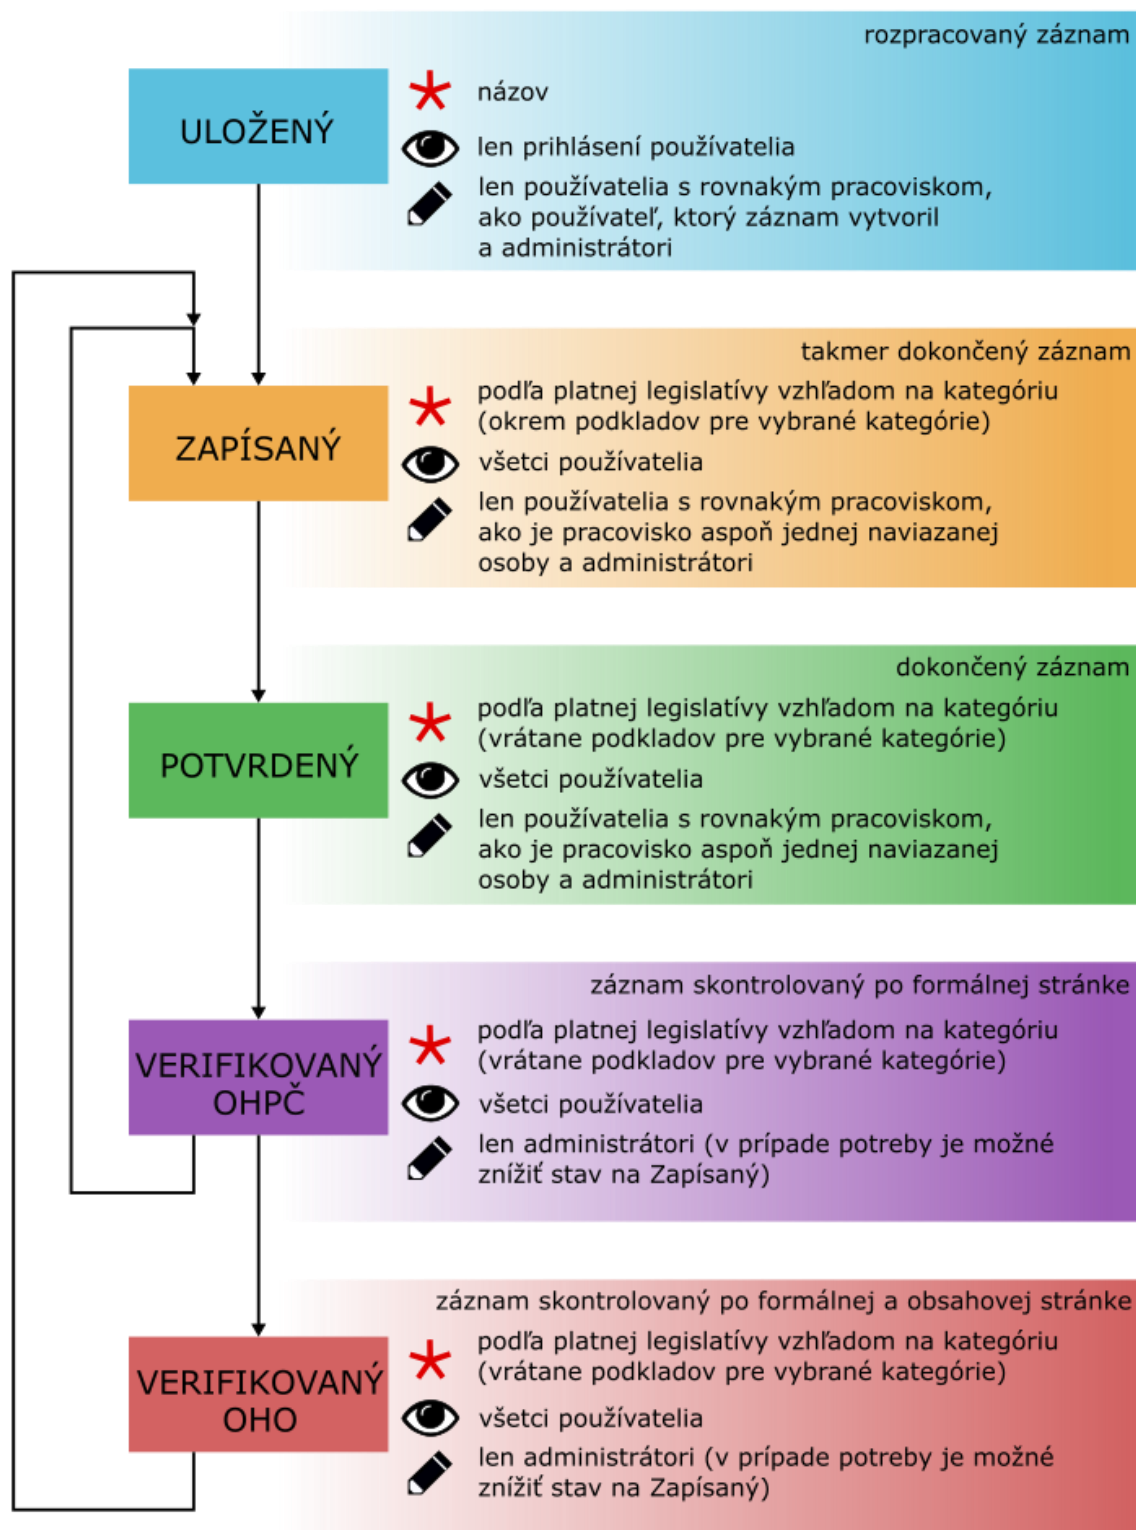 rozpracovaný záznam
ULOŽENÝ
názov
len prihlásení používatelia
len používatelia s rovnakým pracoviskom,
ako používateľ, ktorý záznam vytvoril
a administrátori
takmer dokončený záznam
ZAPÍSANÝ
podľa platnej legislatívy vzhľadom na kategóriu
(okrem podkladov pre vybrané kategórie)
všetci používatelia
len používatelia s rovnakým pracoviskom,
ako je pracovisko aspoň jednej naviazanej
osoby a administrátori
dokončený záznam
POTVRDENÝ
podľa platnej legislatívy vzhľadom na kategóriu
(vrátane podkladov pre vybrané kategórie)
všetci používatelia
len používatelia s rovnakým pracoviskom,
ako je pracovisko aspoň jednej naviazanej
osoby a administrátori
záznam skontrolovaný po formálnej stránke
VERIFIKOVANÝ
OHPČ
podľa platnej legislatívy vzhľadom na kategóriu
(vrátane podkladov pre vybrané kategórie)
všetci používatelia
len administrátori (v prípade potreby je možné
znížiť stav na Zapísaný)
záznam skontrolovaný po formálnej a obsahovej stránke
VERIFIKOVANÝ
OHO
podľa platnej legislatívy vzhľadom na kategóriu
(vrátane podkladov pre vybrané kategórie)
všetci používatelia
len administrátori (v prípade potreby je možné
znížiť stav na Zapísaný)